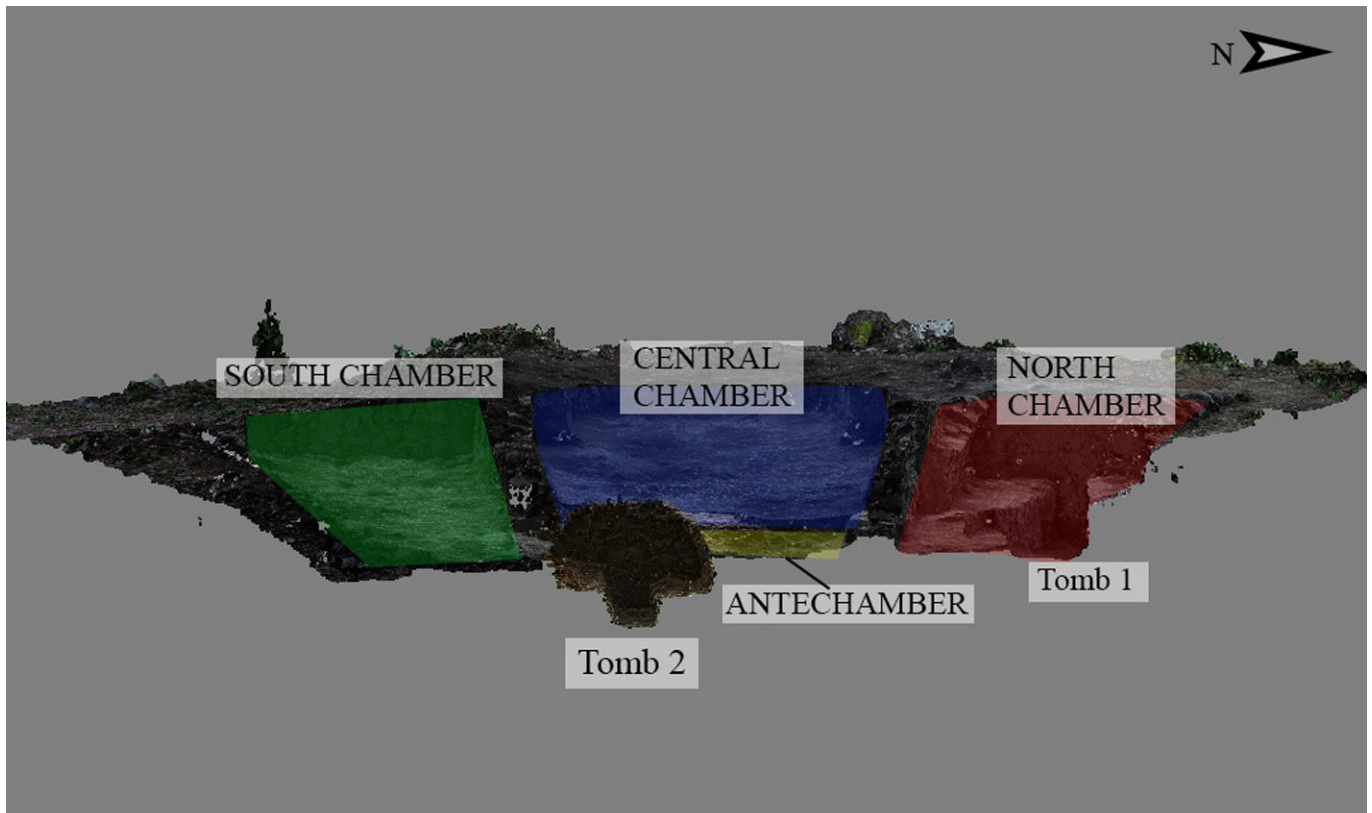 N
SOUTH CHAMBER
CENTRAL
CHAMBER
NORTH
CHAMBER
Tomb 1
ANTECHAMBER
Tomb 2